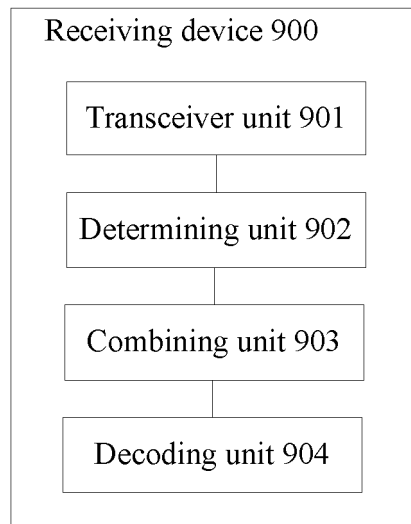 Receiving device 900
Transceiver unit 901
Determining unit 902
Combining unit 903
Decoding unit 904